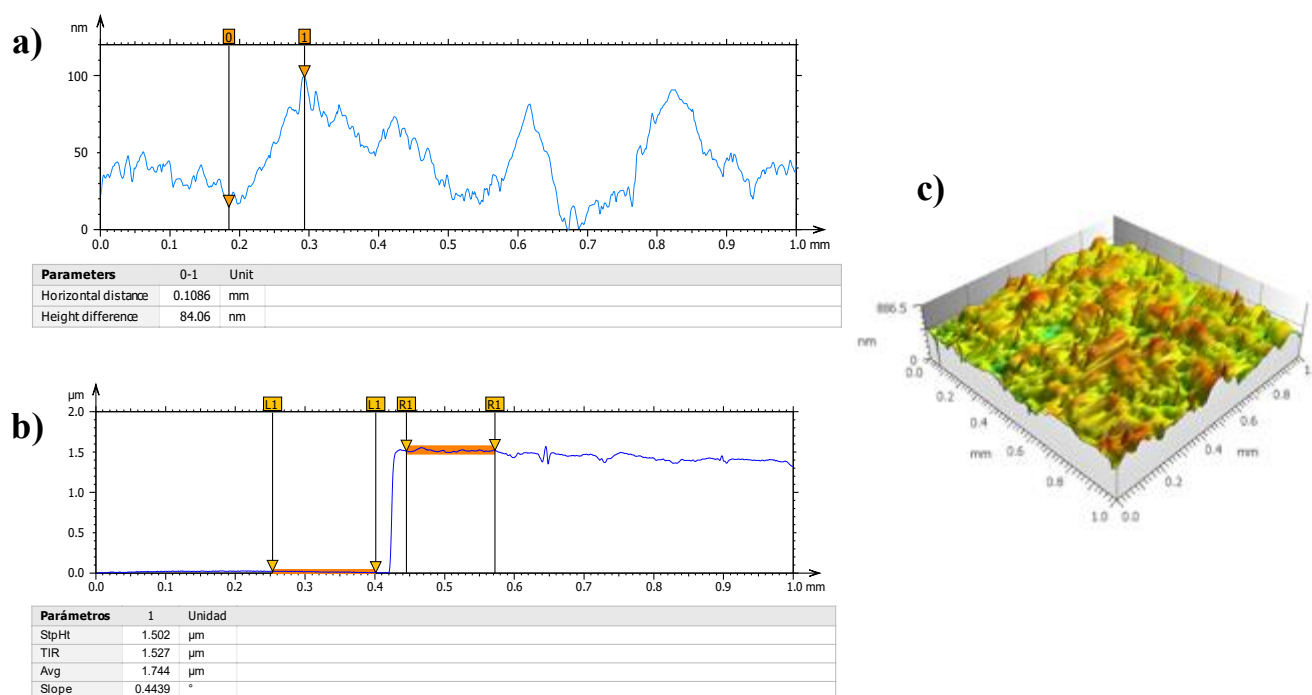 a)
nm
0 1
100
50
0
0.0 0.1 0.2 0.3 0.4 0.5 0.6 0.7 0.8 0.9 1.0 mm
Parameters 0-1 Unit
Horizontal distance 0.1086 mm
Height difference 84.06 nm
b)
µm
L1 L1 R1 R1
2.0
1.5
1.0
0.5
0.0
0.0 0.1 0.2 0.3 0.4 0.5 0.6 0.7 0.8 0.9 1.0 mm
Parámetros 1 Unidad
StpHt 1.502 µm
TIR 1.527 µm
Avg 1.744 µm
Slope 0.4439 °
c)
886.5
nm
0
0.0
0.2
0.4
mm 0.6
0.8
1.0 0.0
0.2
0.4
mm
0.6
0.8